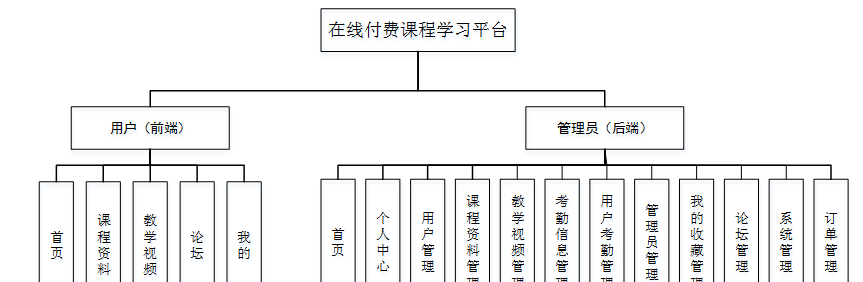 在线付费课程学习平台
用户（前端）
管理员（后端）
首页
课程资料
教学视频
论坛
我的
首页
个人中心
用户管理
课程资料管理
教学视频管理
考勤信息管理
用户考勤管理
管理员管理
我的收藏管理
论坛管理
系统管理
订单管理